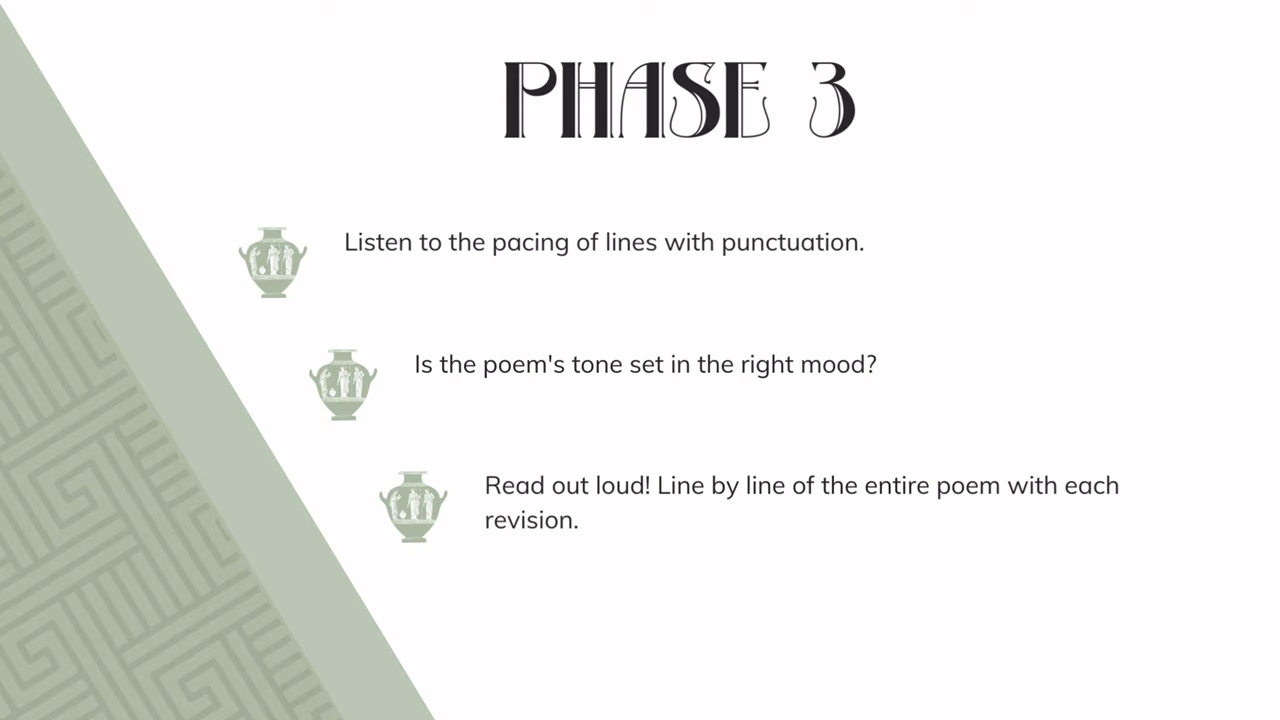 PHASE 3
Listen to the pacing of lines with punctuation.
Is the poem's tone set in the right mood?
Read out loud! Line by line of the entire poem with each
revision.